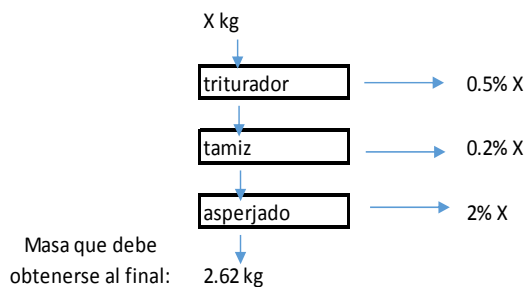 X kg
triturador 0.5% X
tamiz 0.2% X
asperjado 2% X
Masa que debe
obtenerse al final: 2.62 kg